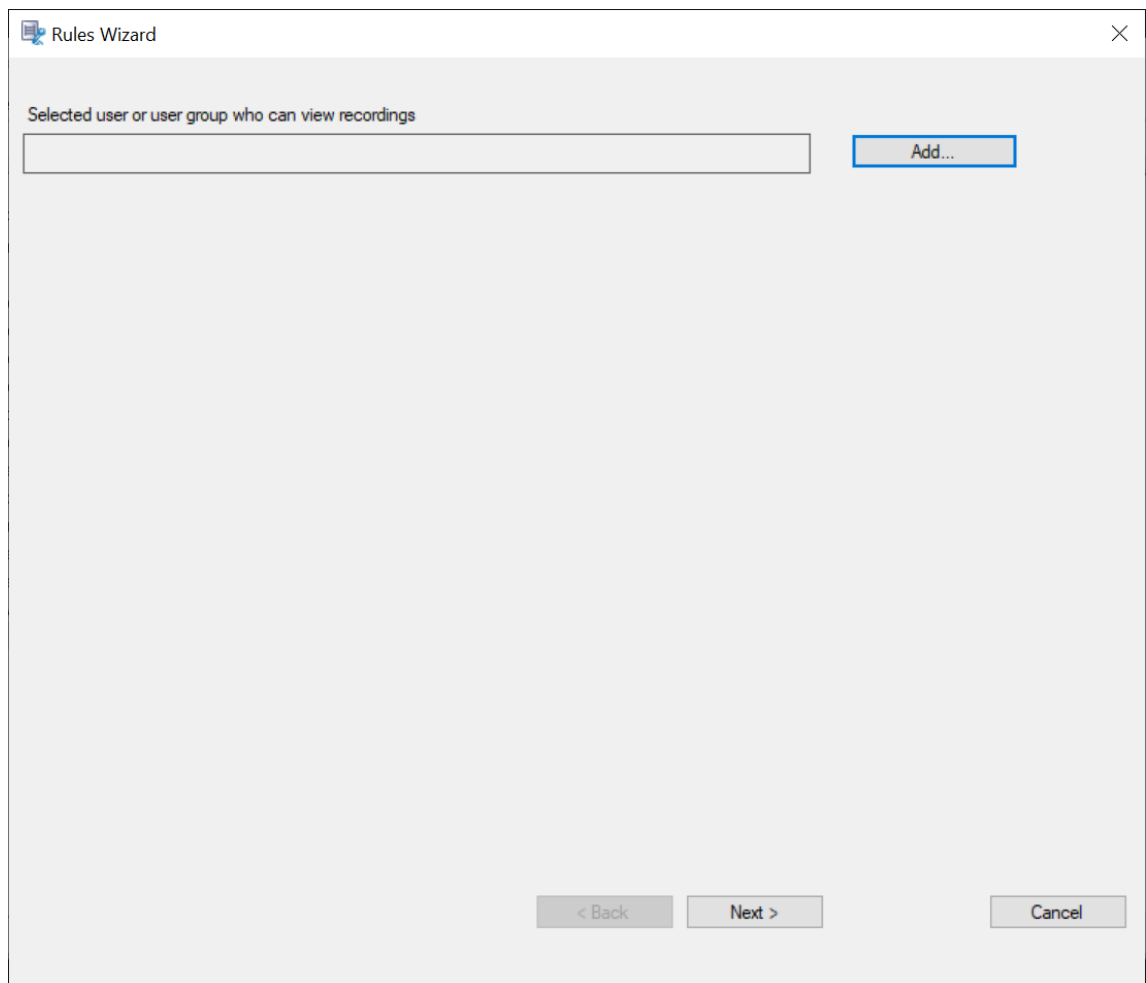 Rules Wizard
Selected user or user group who can view recordings
Add...
< Back
Next >
Cancel